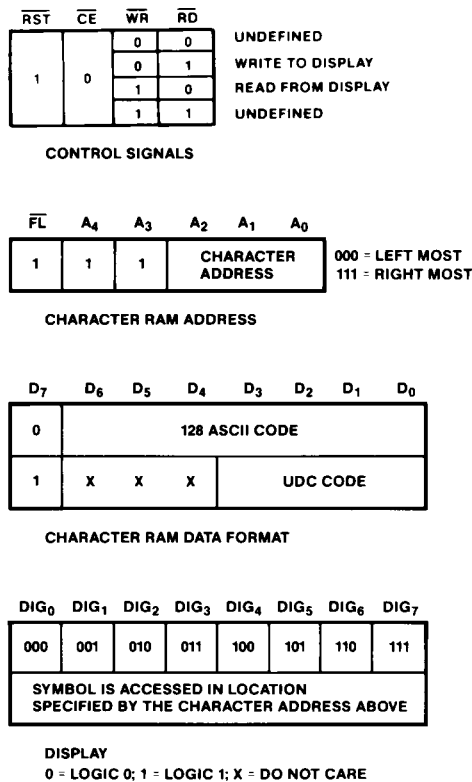 RST CE WR RD
1 0 0 0 UNDEFINED
0 1 WRITE TO DISPLAY
1 0 READ FROM DISPLAY
1 1 UNDEFINED
CONTROL SIGNALS
FL A4 A3 A2 A1 A0
1 1 1 CHARACTER ADDRESS 000 = LEFT MOST
111 = RIGHT MOST
CHARACTER RAM ADDRESS
D7 D6 D5 D4 D3 D2 D1 D0
0 128 ASCII CODE
1 X X X UDC CODE
CHARACTER RAM DATA FORMAT
DIG0 DIG1 DIG2 DIG3 DIG4 DIG5 DIG6 DIG7
000 001 010 011 100 101 110 111
SYMBOL IS ACCESSED IN LOCATION
SPECIFIED BY THE CHARACTER ADDRESS ABOVE
DISPLAY
0 = LOGIC 0; 1 = LOGIC 1; X = DO NOT CARE